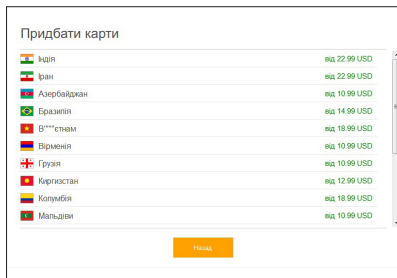 Придбати карти
Індія від 22.99 USD
Іран від 22.99 USD
Азербайджан від 10.99 USD
Бразилія від 14.99 USD
В''''єтнам від 18.99 USD
Вірменія від 10.99 USD
Грузія від 10.99 USD
Киргизстан від 12.99 USD
Колумбія від 18.99 USD
Мальдіви від 10.99 USD
Назад